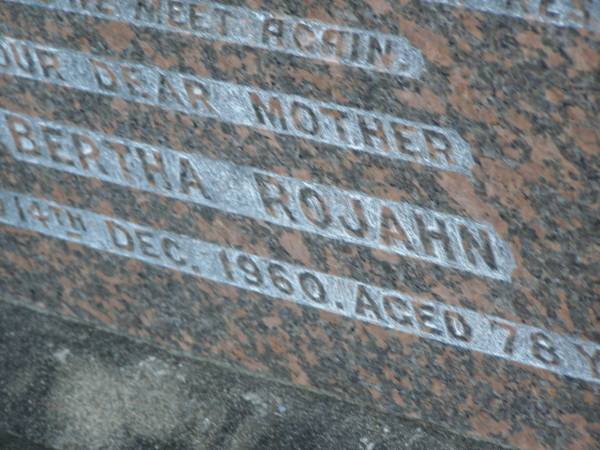 MEET AGAIN.
OUR DEAR MOTHER
BERTHA ROJAHN
14TH DEC. 1960. AGED 78 Y